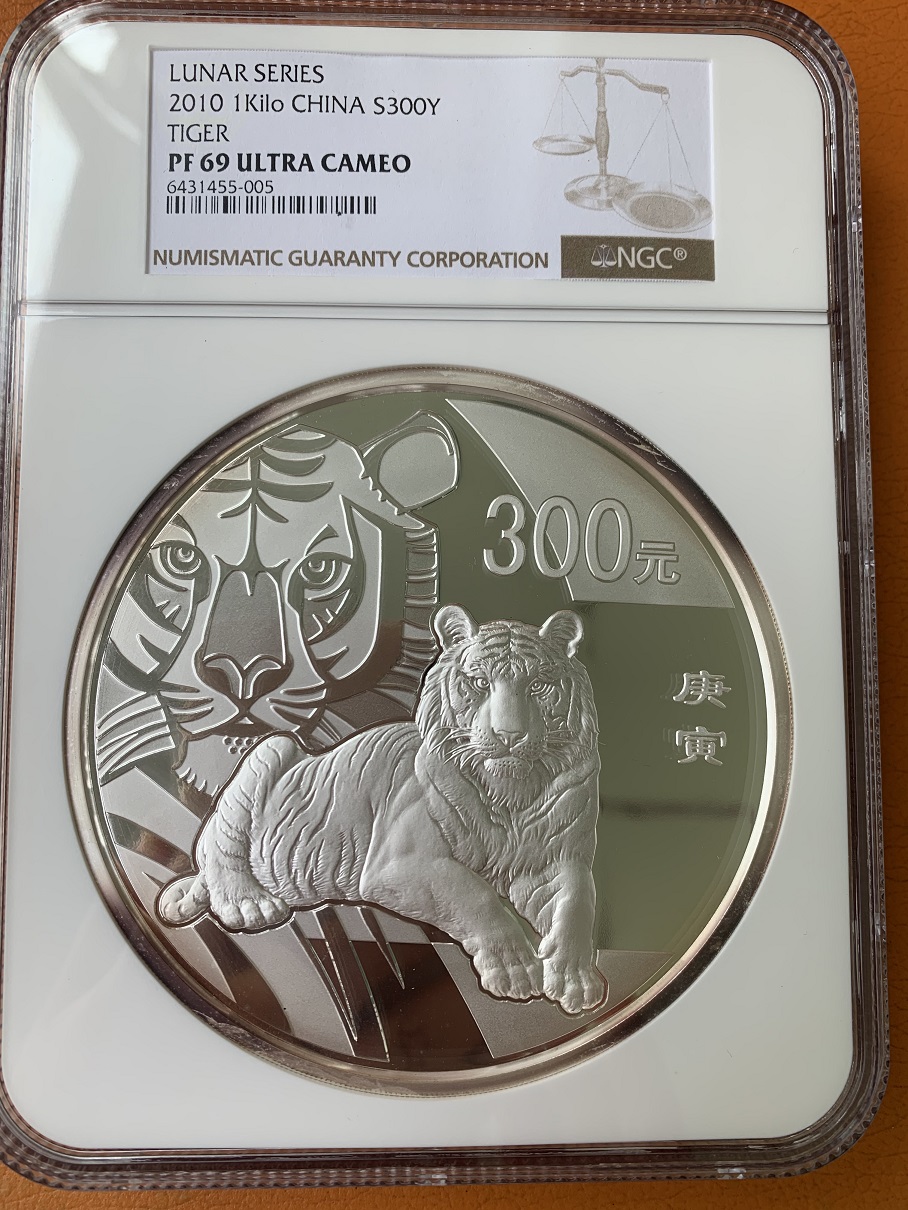 LUNAR SERIES
2010 1Kilo CHINA S300Y
TIGER
PF 69 ULTRA CAMEO
6431455-005
NUMISMATIC GUARANTY CORPORATION
NGC®
300元
庚
寅